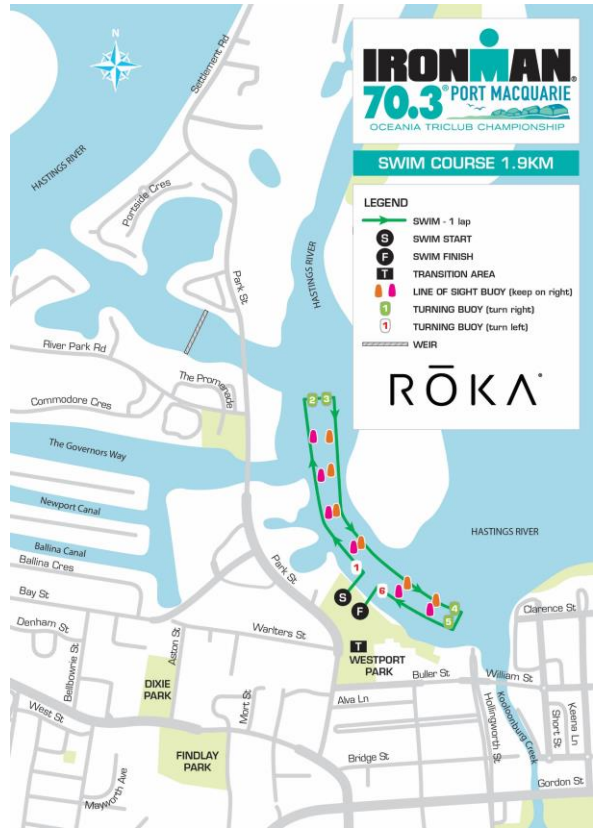 N
IRONMAN®
70.3® PORT MACQUARIE
OCEANIA TRICLUB CHAMPIONSHIP
SWIM COURSE 1.9KM
LEGEND
SWIM - 1 lap
S SWIM START
F SWIM FINISH
T TRANSITION AREA
LINE OF SIGHT BUOY (keep on right)
1 TURNING BUOY (turn right)
1 TURNING BUOY (turn left)
WEIR
RŌKA
Settlement Rd
HASTINGS RIVER
Portside Cres
HASTINGS RIVER
Park St
River Park Rd
The Promenade
Commodore Cres
2 3
The Governors Way
Newport Canal
HASTINGS RIVER
Ballina Canal
Ballina Cres
Park St
1
6
S
F
4
5
Bay St
Clarence St
Denham St
Bellbowrie St
Aston St
Warlters St
T
WESTPORT
PARK
Buller St
William St
DIXIE
PARK
Mort St
Alva Ln
Hollingworth St
Kooloonbung Creek
Short St
Keena Ln
West St
FINDLAY
PARK
Bridge St
Gordon St
Mayworth Ave